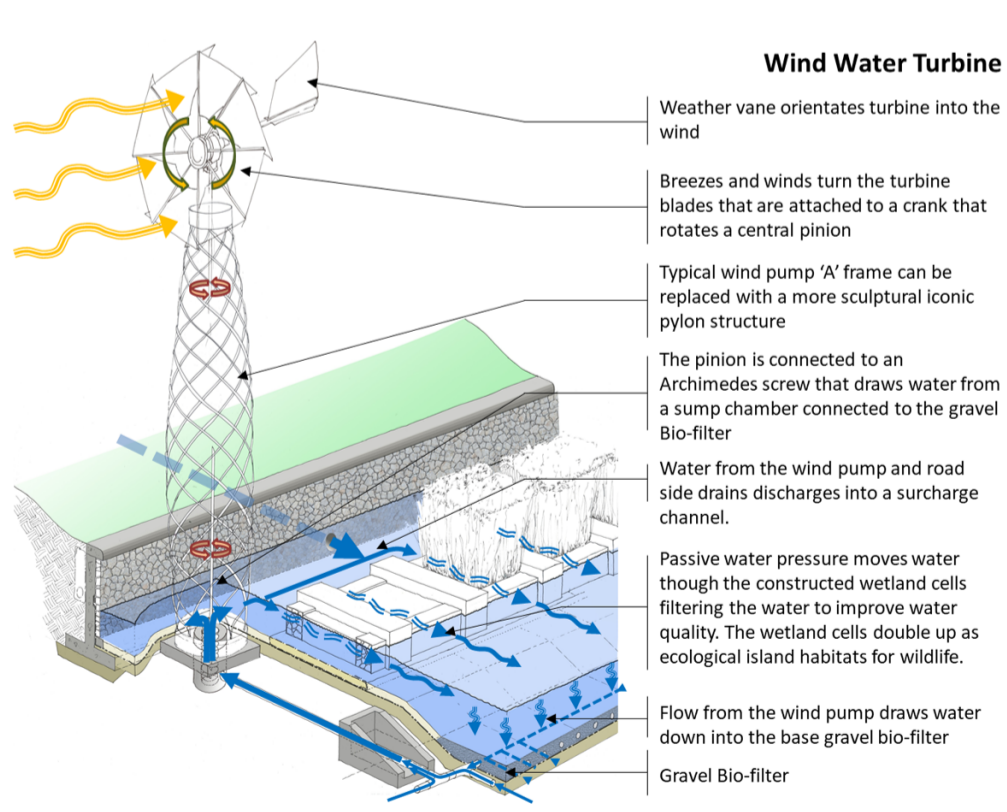 Wind Water Turbine
Weather vane orientates turbine into the
wind
Breezes and winds turn the turbine
blades that are attached to a crank that
rotates a central pinion
Typical wind pump ‘A’ frame can be
replaced with a more sculptural iconic
pylon structure
The pinion is connected to an
Archimedes screw that draws water from
a sump chamber connected to the gravel
Bio-filter
Water from the wind pump and road
side drains discharges into a surcharge
channel.
Passive water pressure moves water
though the constructed wetland cells
filtering the water to improve water
quality. The wetland cells double up as
ecological island habitats for wildlife.
Flow from the wind pump draws water
down into the base gravel bio-filter
Gravel Bio-filter